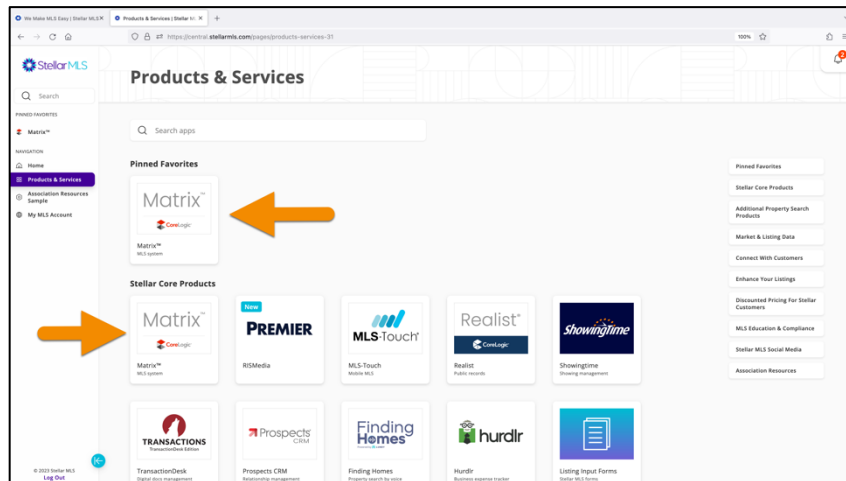 We Make MLS Easy | Stellar MLS
Products & Services | Stellar M
https://central.stellarmls.com/pages/products-services-31
100%
StellarMLS
Search
PINNED FAVORITES
Matrix™
NAVIGATION
Home
Products & Services
Association Resources
Sample
My MLS Account
© 2023 Stellar MLS
Log Out
2
Products & Services
Search apps
Pinned Favorites
Matrix™
CoreLogic
Matrix™
MLS system
Stellar Core Products
Matrix™
CoreLogic
Matrix™
MLS system
New
PREMIER
RISMedia
MLS-Touch
MLS-Touch
Mobile MLS
Realist
CoreLogic
Realist
Public records
ShowingTime
Showingtime
Showing management
TRANSACTIONS
TransactionDesk Edition
TransactionDesk
Digital docs management
Prospects
CRM
Prospects CRM
Relationship management
Finding
Homes
Finding Homes
Property search by voice
hurdlr
Hurdlr
Business expense tracker
Listing Input Forms
Stellar MLS forms
Pinned Favorites
Stellar Core Products
Additional Property Search
Products
Market & Listing Data
Connect With Customers
Enhance Your Listings
Discounted Pricing For Stellar
Customers
MLS Education & Compliance
Stellar MLS Social Media
Association Resources